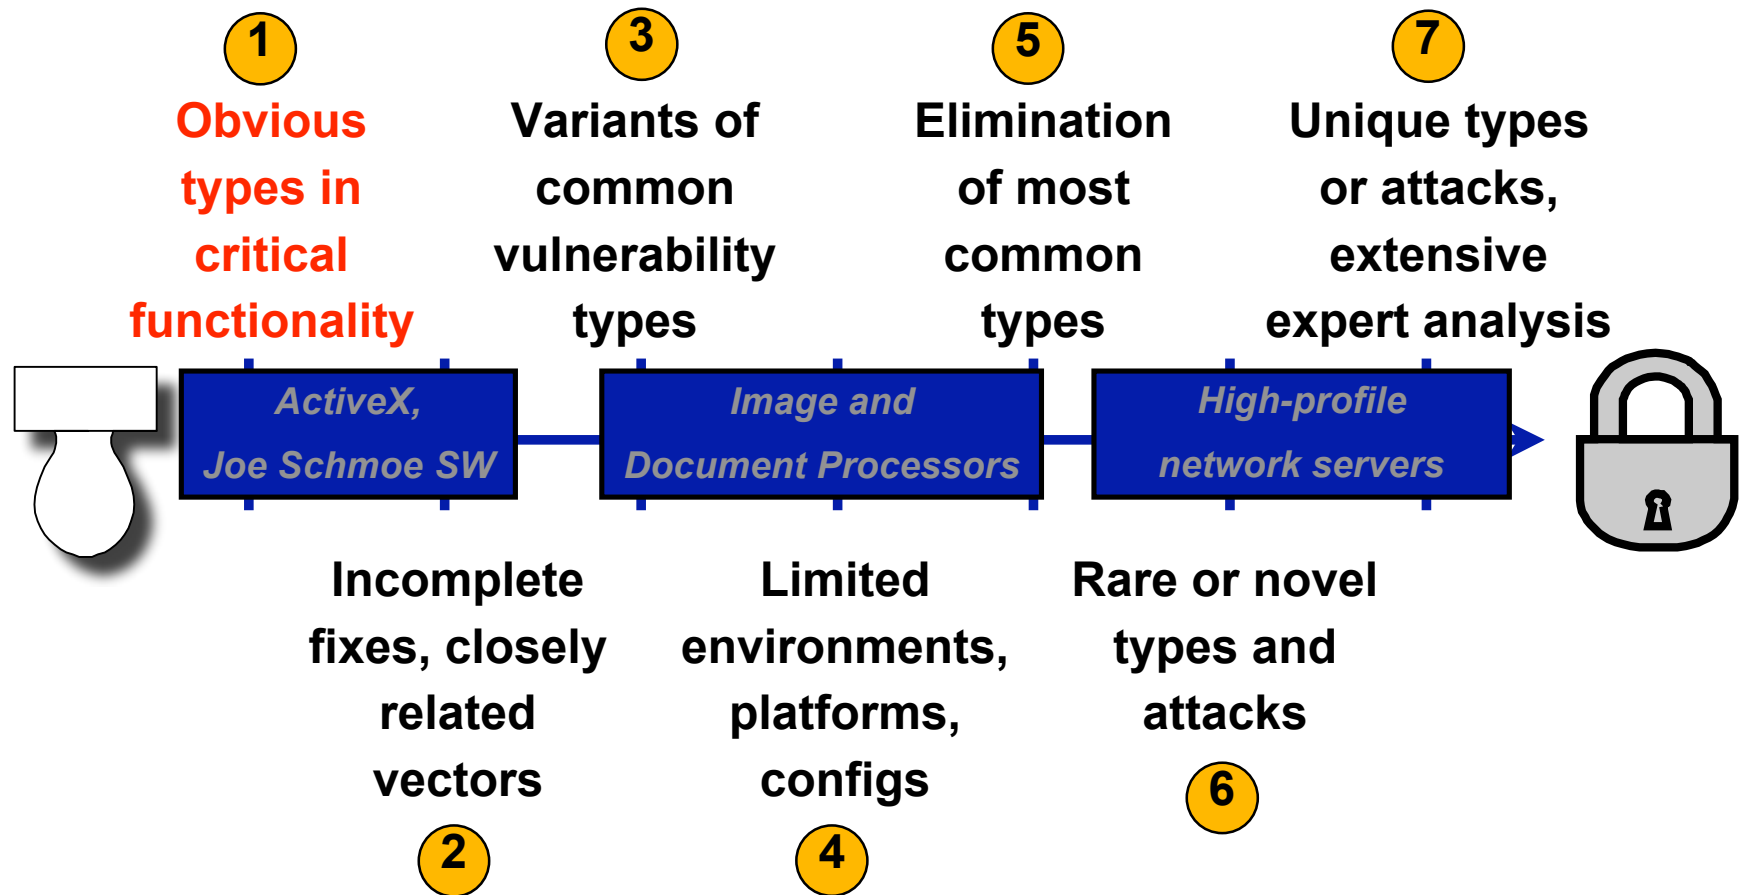 1
Obvious
types in
critical
functionality
3
Variants of
common
vulnerability
types
5
Elimination
of most
common
types
7
Unique types
or attacks,
extensive
expert analysis
ActiveX,
Joe Schmoe SW
Image and
Document Processors
High-profile
network servers
Incomplete
fixes, closely
related
vectors
2
Limited
environments,
platforms,
configs
4
Rare or novel
types and
attacks
6